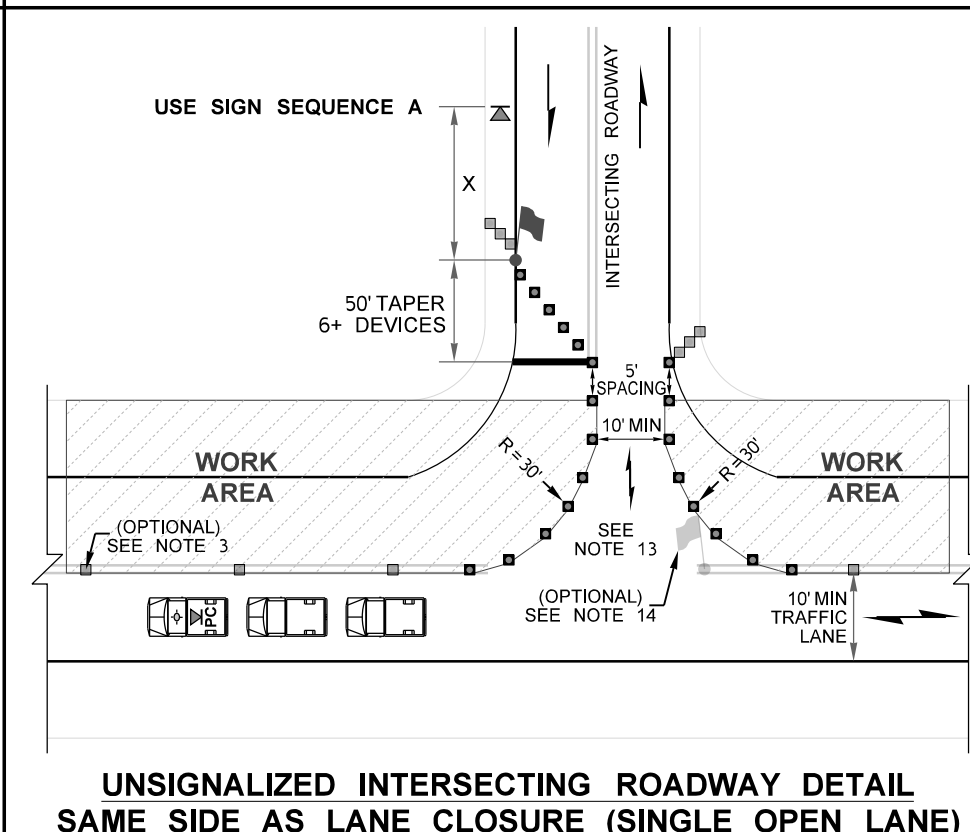 USE SIGN SEQUENCE A
X
INTERSECTING ROADWAY
50' TAPER
6+ DEVICES
5'
SPACING
10' MIN
R = 30'
R = 30'
WORK
AREA
WORK
AREA
(OPTIONAL)
SEE NOTE 3
SEE
NOTE 13
(OPTIONAL)
SEE NOTE 14
10' MIN
TRAFFIC
LANE
PC
UNSIGNALIZED INTERSECTING ROADWAY DETAIL
SAME SIDE AS LANE CLOSURE (SINGLE OPEN LANE)